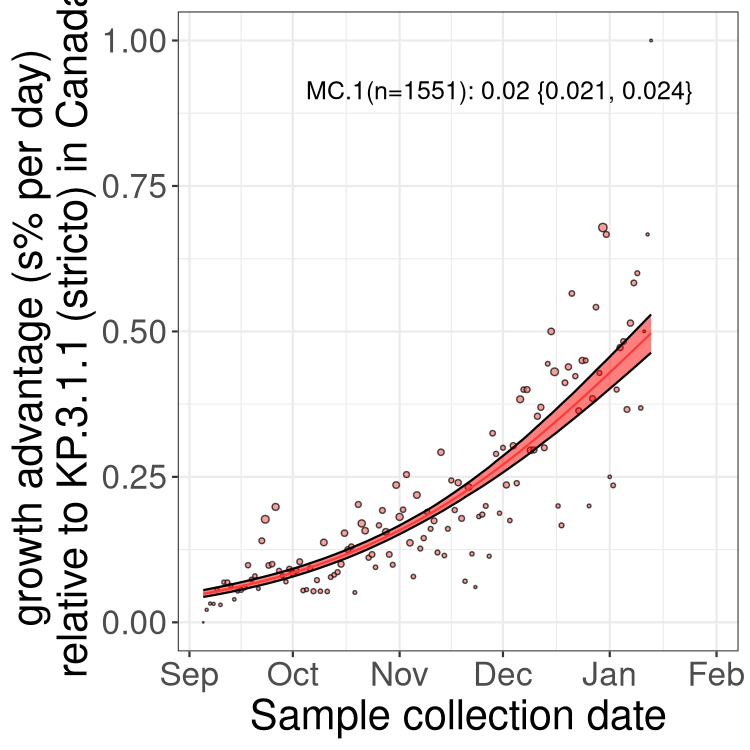 growth advantage (s% per day)
relative to KP.3.1.1 (stricto) in Canada
1.00
0.75
0.50
0.25
0.00
MC.1(n=1551): 0.02 {0.021, 0.024}
Sep Oct Nov Dec Jan Feb
Sample collection date